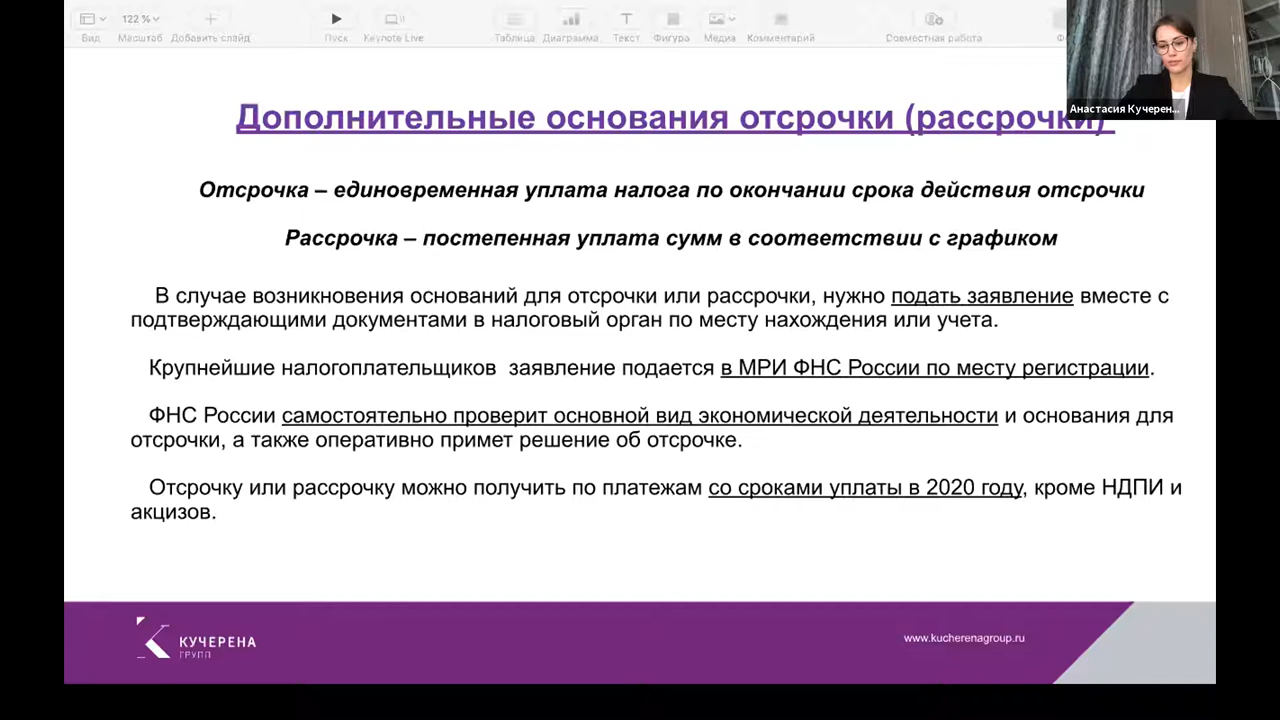 122 %
Вид
Масштаб
Добавить слайд
Пуск
Keynote Live
Таблица
Диаграмма
Текст
Фигура
Медиа
Комментарий
Совместная работа
Анастасия Кучерен...
Дополнительные основания отсрочки (рассрочки)
Отсрочка – единовременная уплата налога по окончании срока действия отсрочки
Рассрочка – постепенная уплата сумм в соответствии с графиком
В случае возникновения оснований для отсрочки или рассрочки, нужно подать заявление вместе с
подтверждающими документами в налоговый орган по месту нахождения или учета.
Крупнейшие налогоплательщиков заявление подается в МРИ ФНС России по месту регистрации.
ФНС России самостоятельно проверит основной вид экономической деятельности и основания для
отсрочки, а также оперативно примет решение об отсрочке.
Отсрочку или рассрочку можно получить по платежам со сроками уплаты в 2020 году, кроме НДПИ и
акцизов.
КУЧЕРЕНА
ГРУПП
www.kucherenagroup.ru